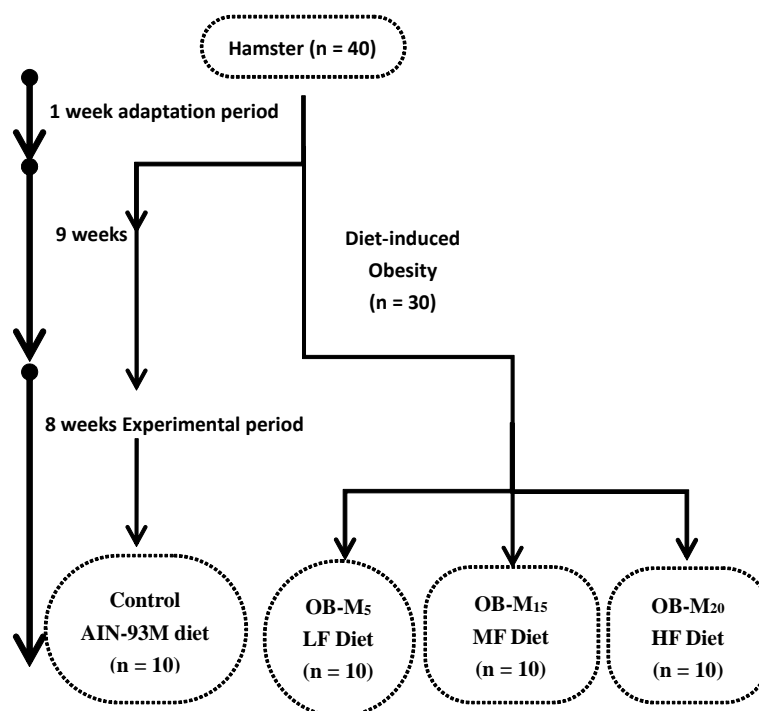 Hamster (n = 40)
1 week adaptation period
9 weeks
Diet-induced
Obesity
(n = 30)
8 weeks Experimental period
Control
AIN-93M diet
(n = 10)
OB-M5
LF Diet
(n = 10)
OB-M15
MF Diet
(n = 10)
OB-M20
HF Diet
(n = 10)